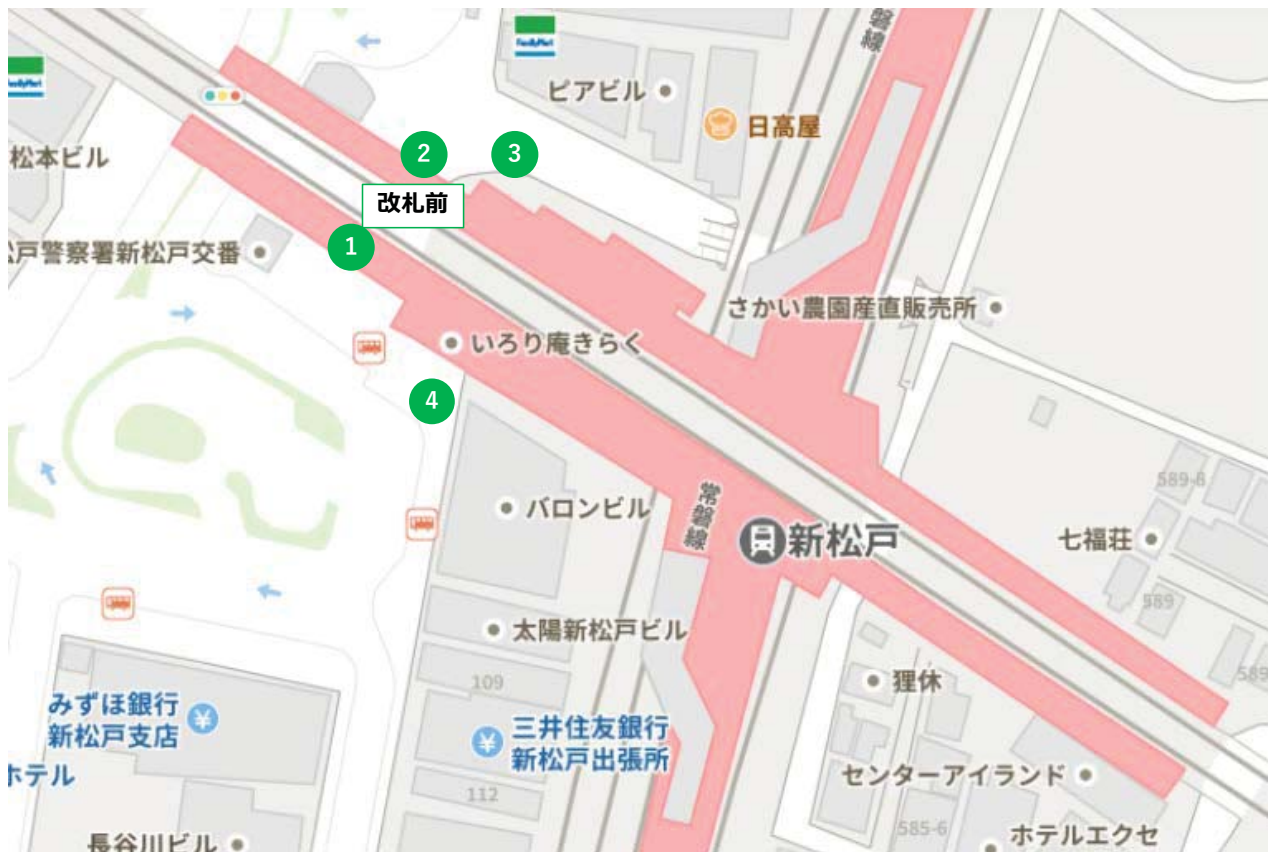 FamilyMart
FamilyMart
磐線
ピアビル
日高屋
松本ビル
2
3
改札前
1
戸警察署新松戸交番
さかい農園産直販売所
いろり庵きらく
4
589-8
バロンビル
常磐線
新松戸
七福荘
589
太陽新松戸ビル
109
狸休
589
みずほ銀行
新松戸支店
三井住友銀行
新松戸出張所
ホテル
センターアイランド
112
585-6
長谷川ビル
ホテルエクセ